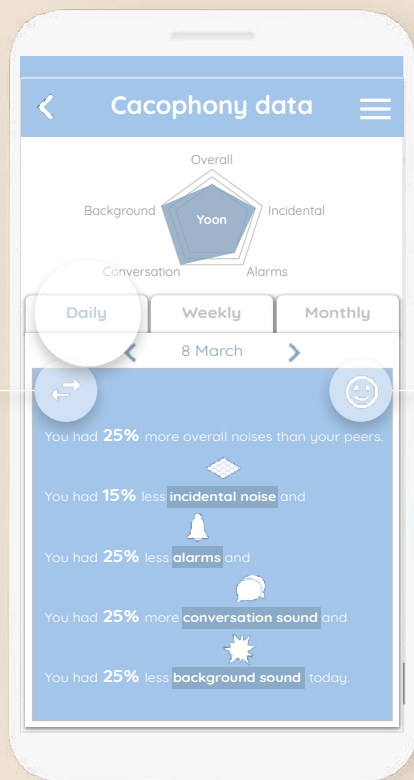 Cacophony data
Overall
Background
Incidental
Yoon
Conversation
Alarms
Daily
Weekly
Monthly
8 March
You had 25% more overall noises than your peers.
You had 15% less incidental noise and
You had 25% less alarms and
You had 25% more conversation sound and
You had 25% less background sound today.